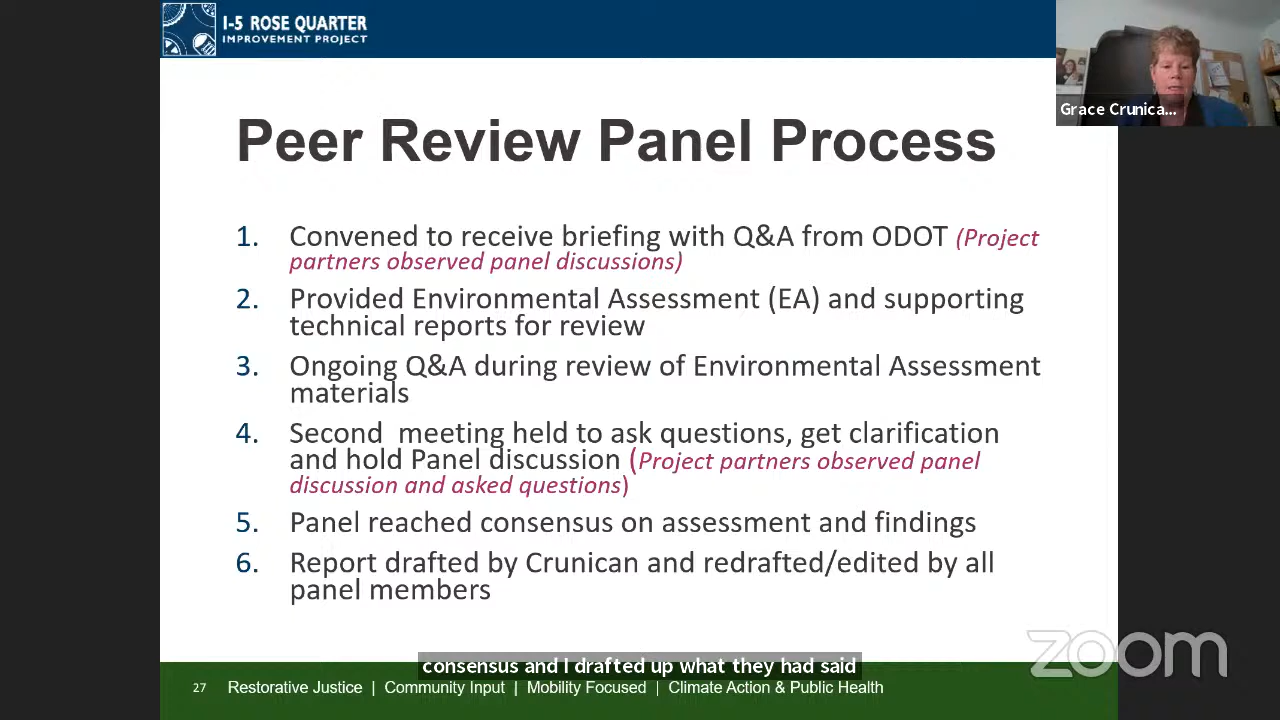 I-5 ROSE QUARTER
IMPROVEMENT PROJECT
Grace Crunica...
Peer Review Panel Process
1. Convened to receive briefing with Q&A from ODOT (Project
partners observed panel discussions)
2. Provided Environmental Assessment (EA) and supporting
technical reports for review
3. Ongoing Q&A during review of Environmental Assessment
materials
4. Second  meeting held to ask questions, get clarification
and hold Panel discussion (Project partners observed panel
discussion and asked questions)
5. Panel reached consensus on assessment and findings
6. Report drafted by Crunican and redrafted/edited by all
panel members
zoom
consensus and I drafted up what they had said
27 Restorative Justice | Community Input | Mobility Focused | Climate Action & Public Health